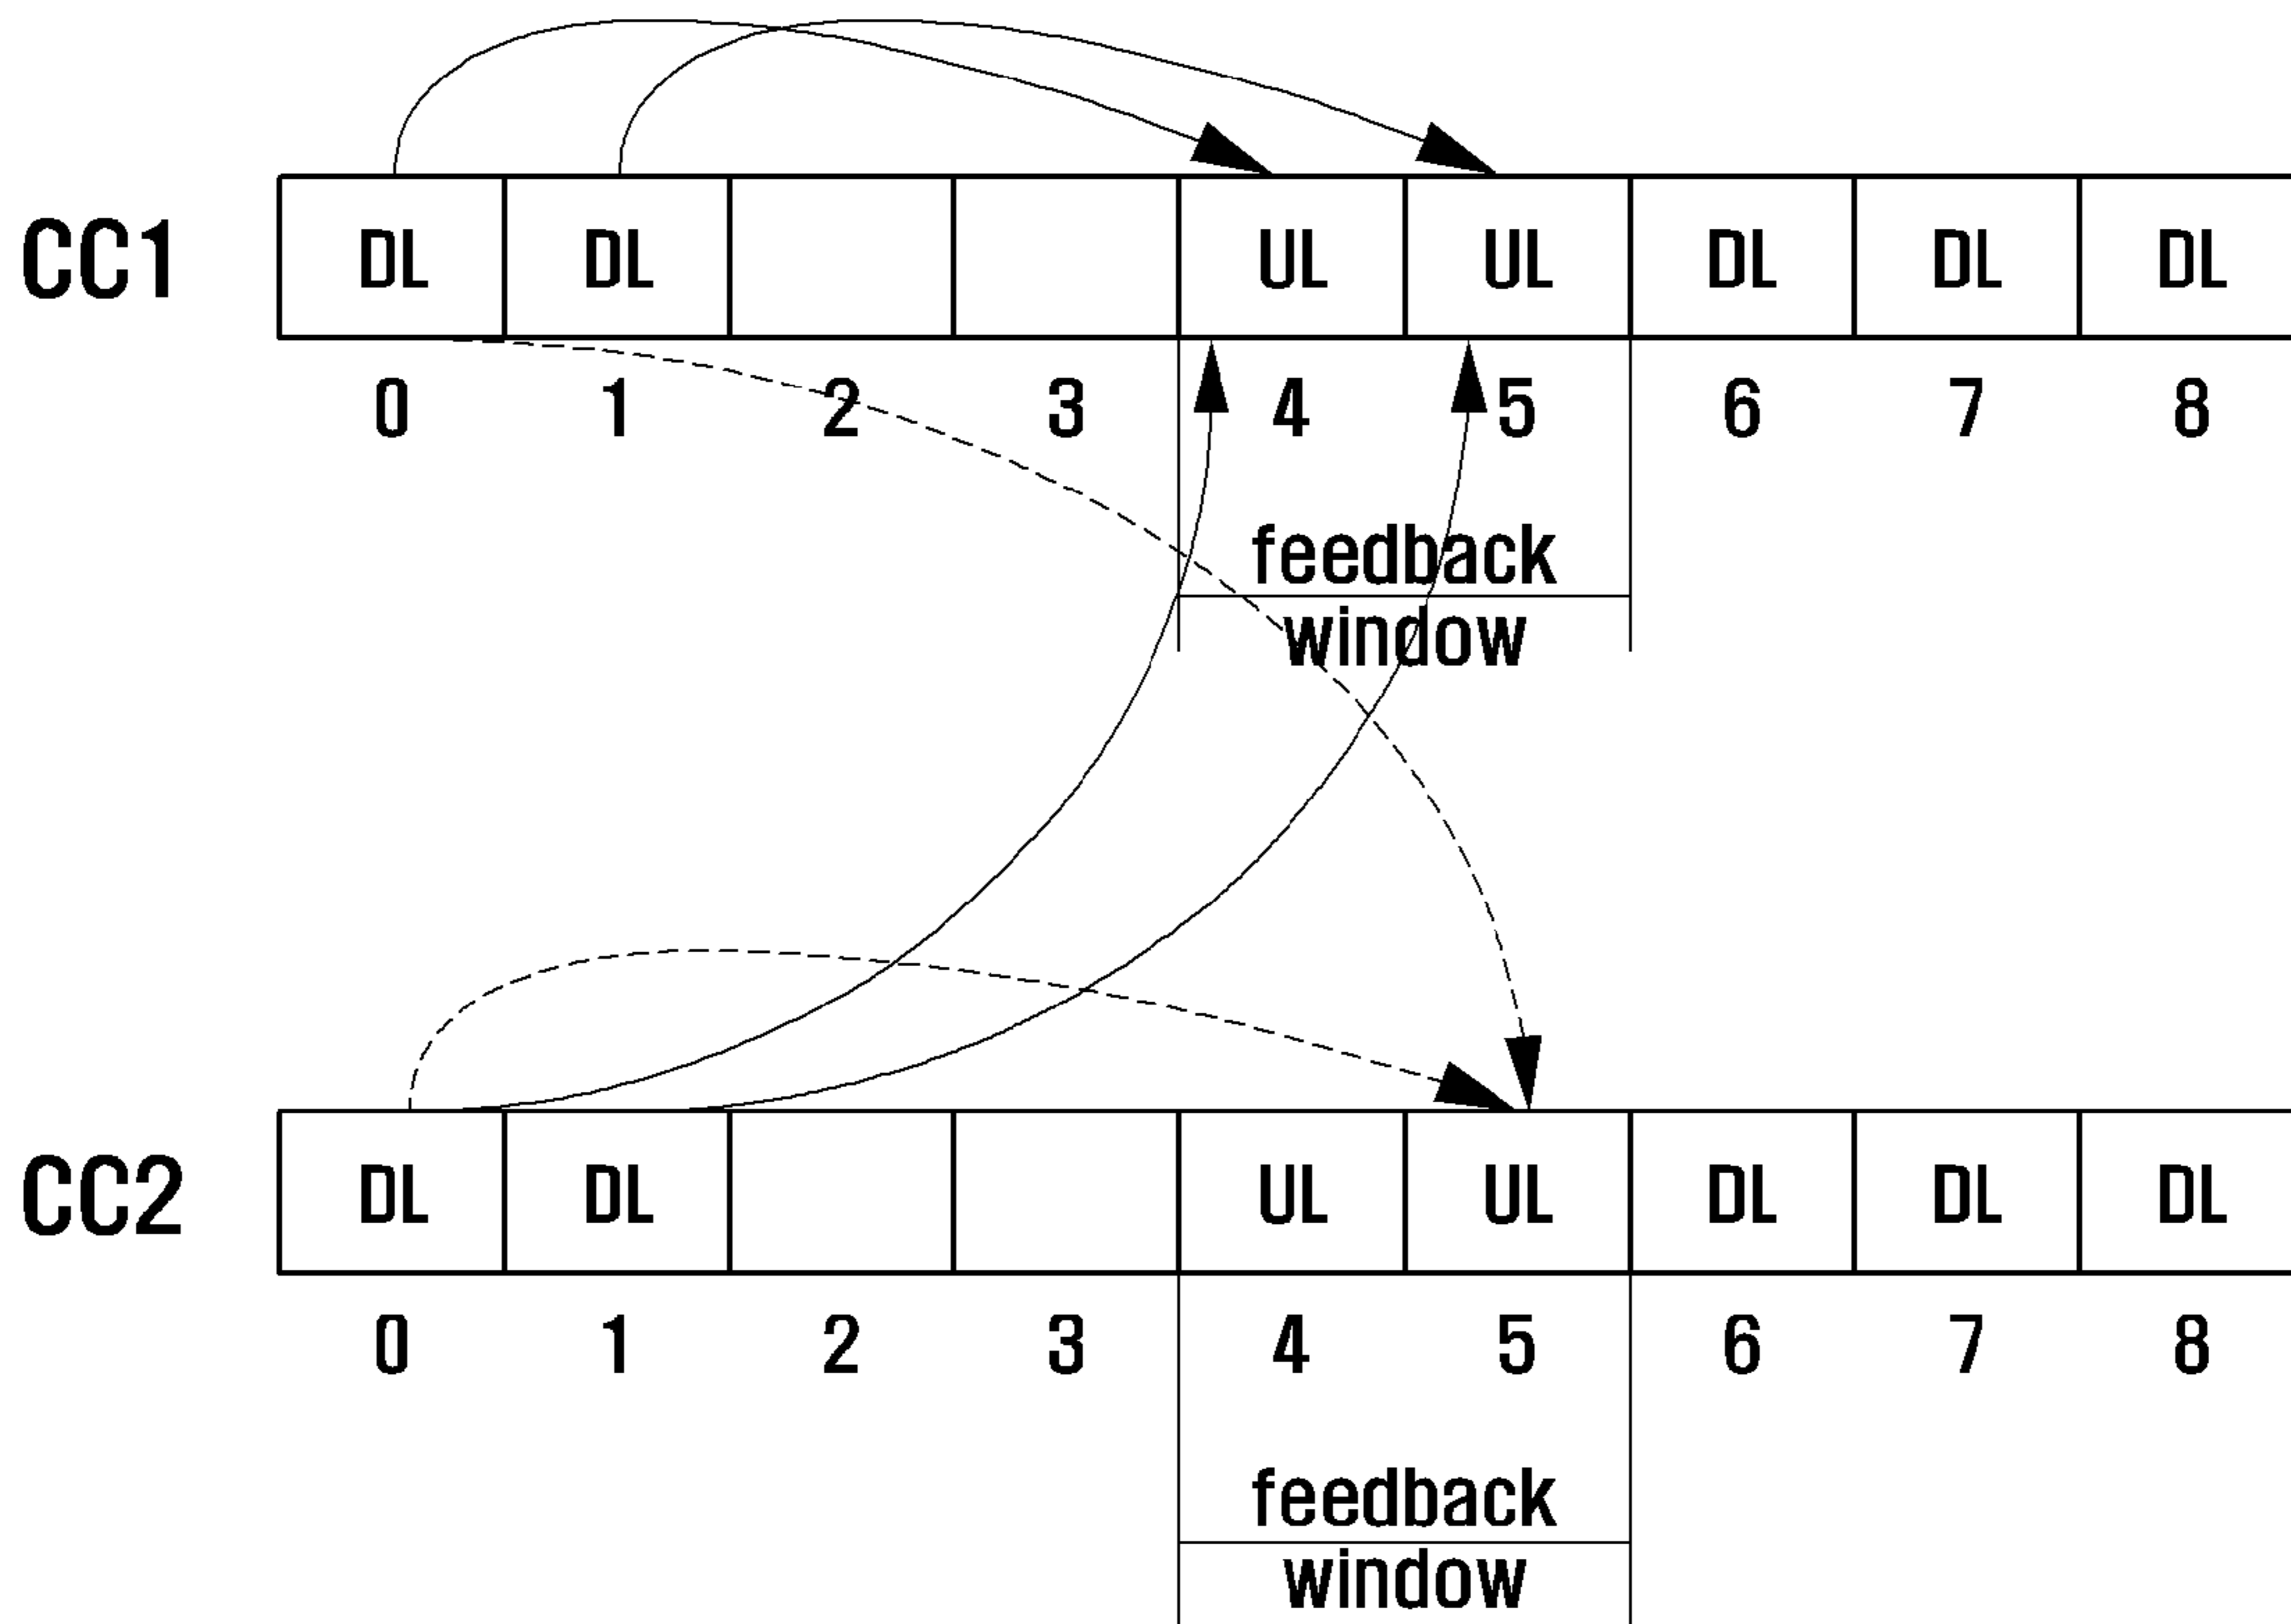 CC1 DL DL UL UL DL DL DL
0 1 2 3 4 5 6 7 8
feedback
window
CC2 DL DL UL UL DL DL DL
0 1 2 3 4 5 6 7 8
feedback
window